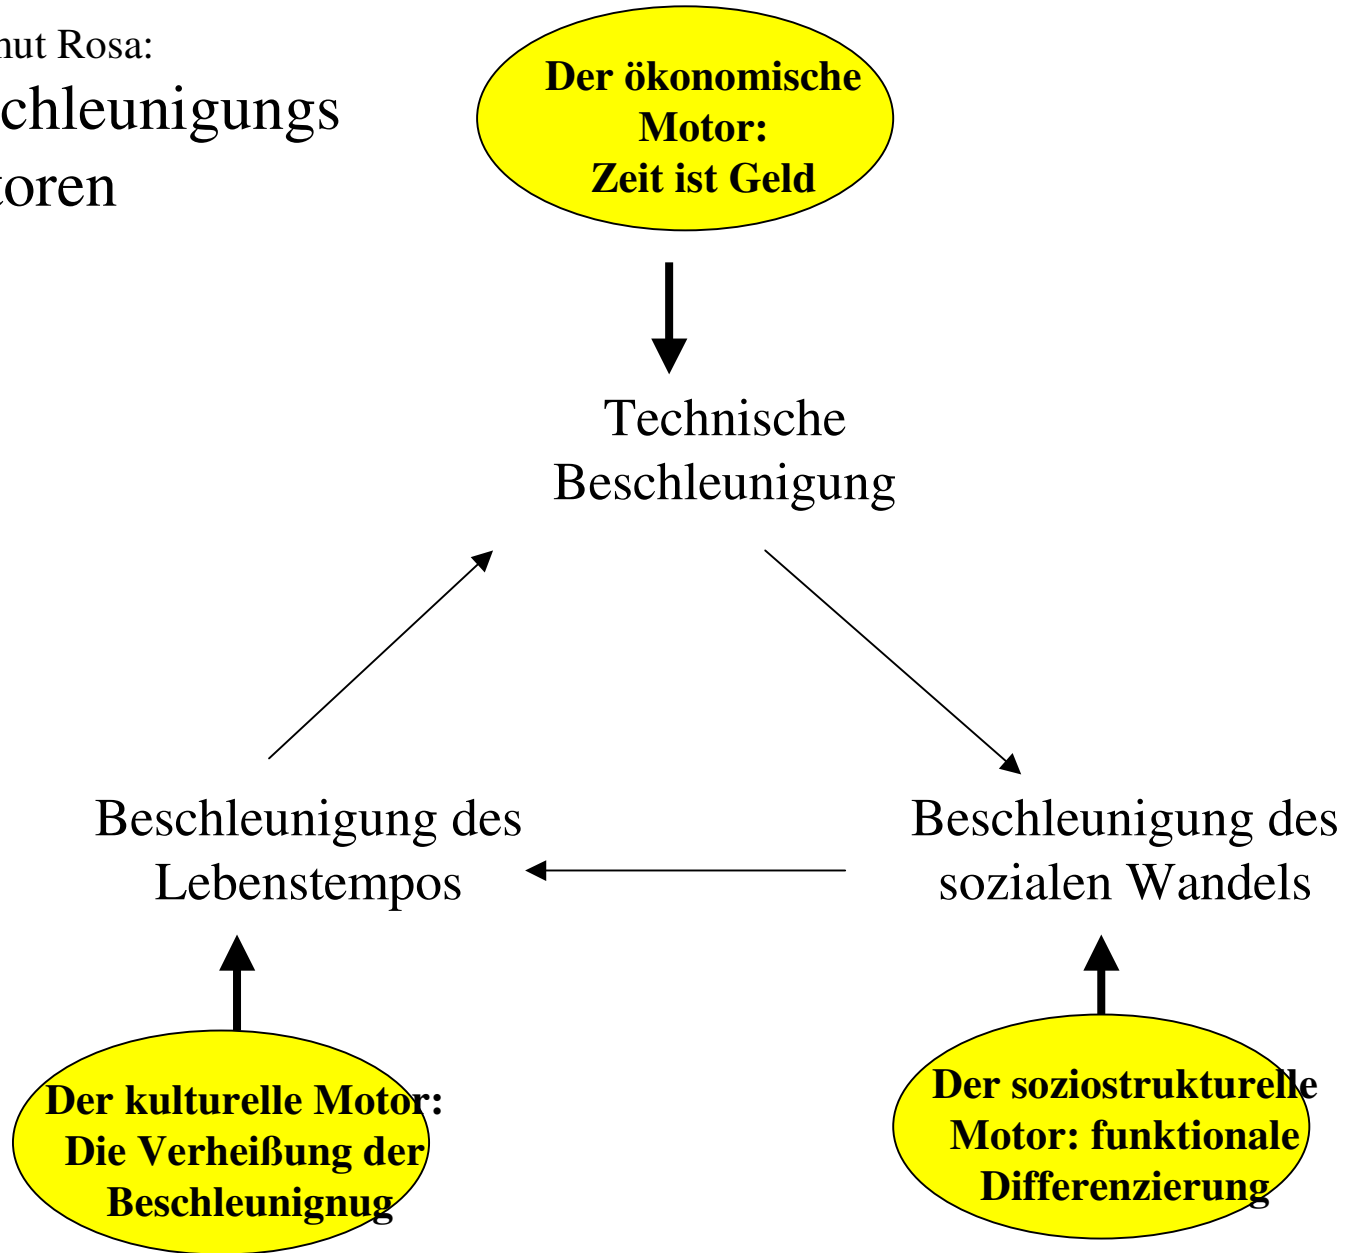 nut Rosa:
chleunigungs
toren
Der ökonomische
Motor:
Zeit ist Geld
Technische
Beschleunigung
Beschleunigung des
Lebenstempos
Beschleunigung des
sozialen Wandels
Der kulturelle Motor:
Die Verheißung der
Beschleunignug
Der soziostrukturelle
Motor: funktionale
Differenzierung